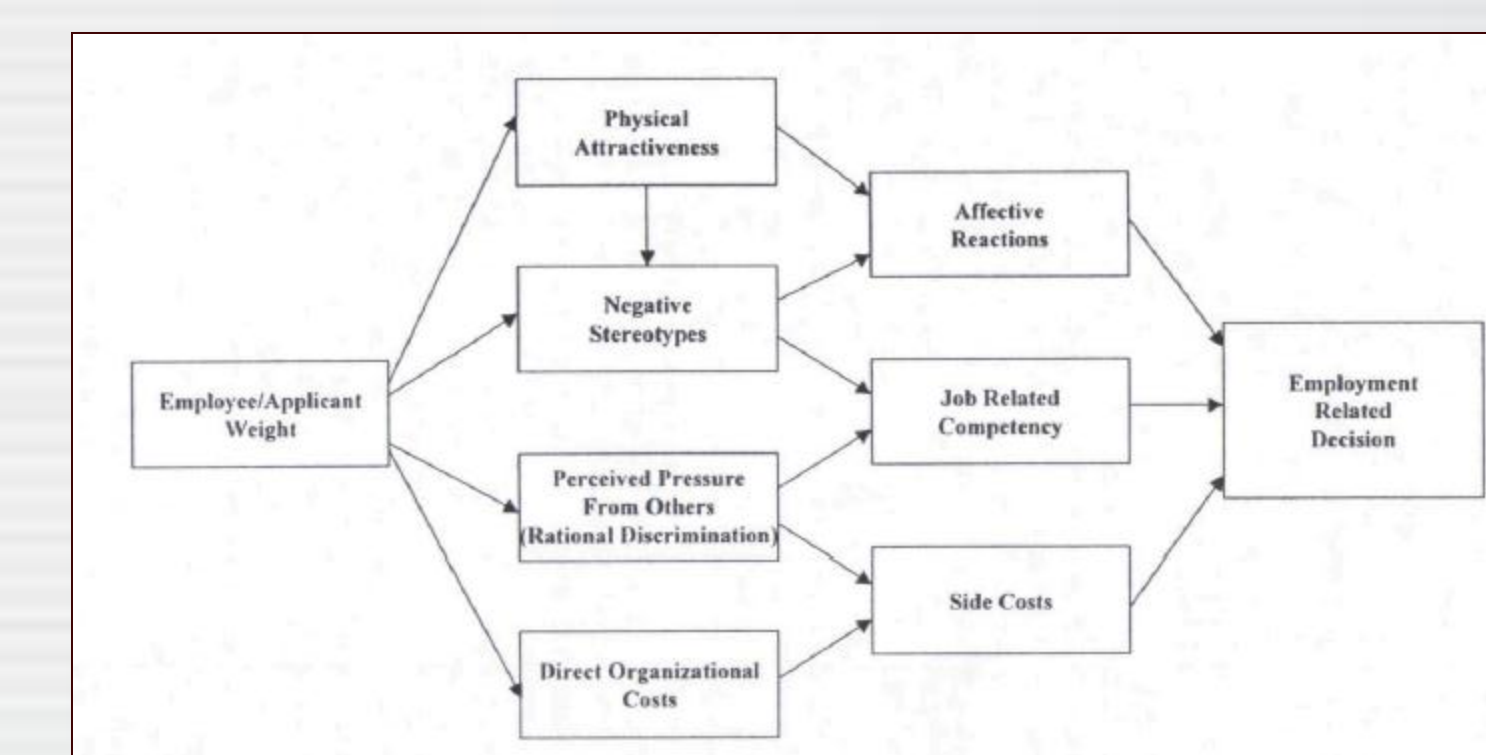 Physical
Attractiveness
Affective
Reactions
Negative
Stereotypes
Employee/Applicant
Weight
Job Related
Competency
Employment
Related
Decision
Perceived Pressure
From Others
(Rational Discrimination)
Side Costs
Direct Organizational
Costs